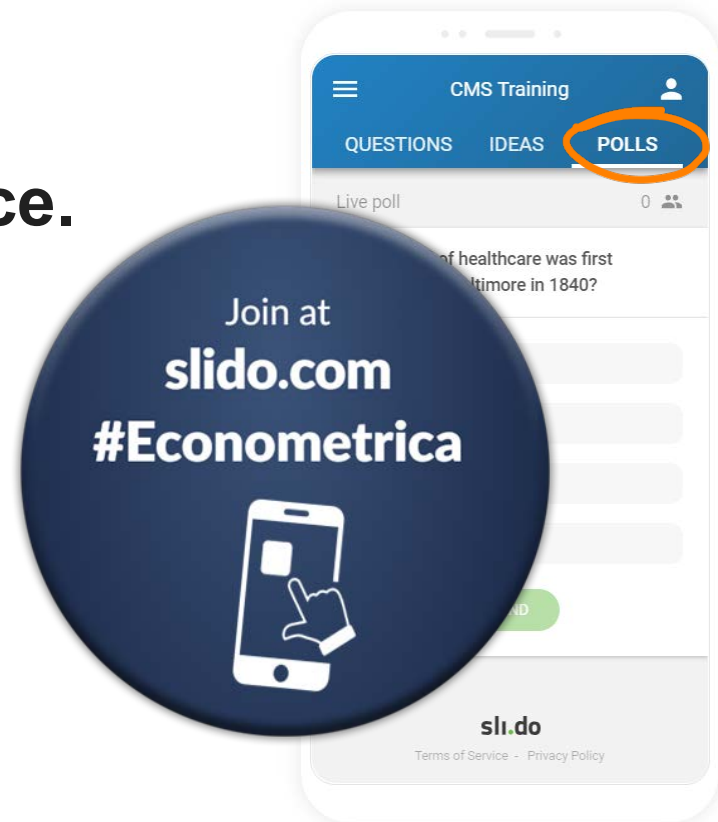 ce.
CMS Training
QUESTIONS IDEAS POLLS
Live poll 0
of healthcare was first
timore in 1840?
Join at
slido.com
#Econometrica
ND
sli.do
Terms of Service - Privacy Policy